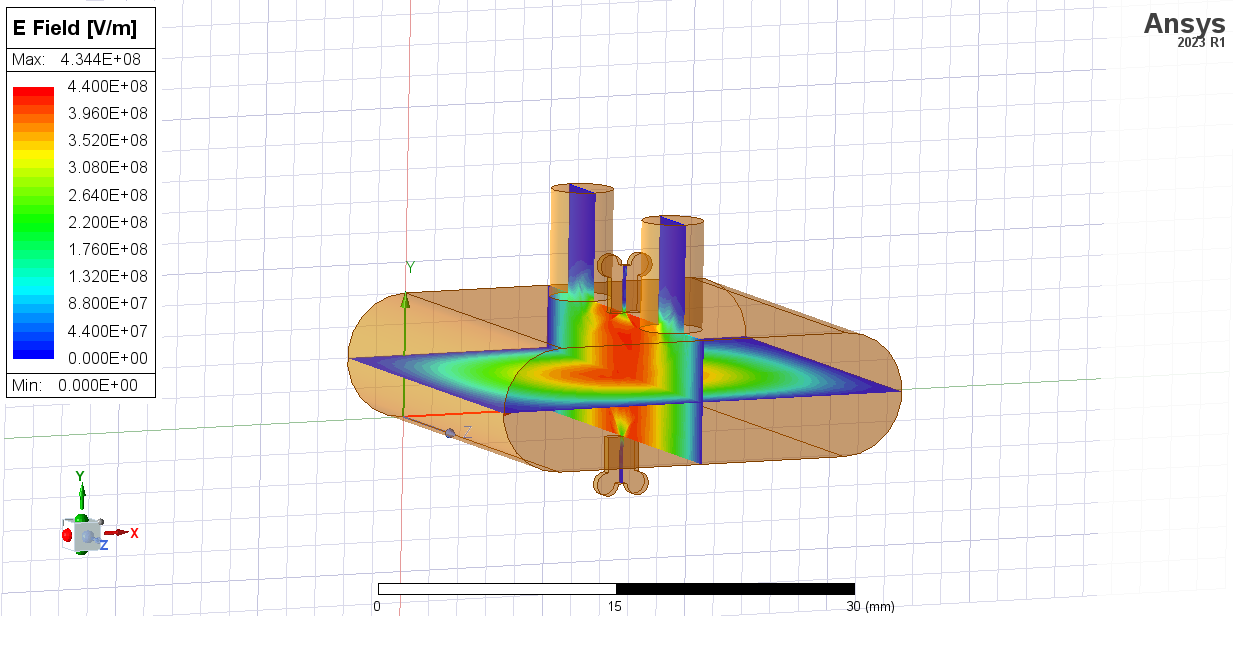 E Field [V/m]
Max: 4.344E+08
4.400E+08
3.960E+08
3.520E+08
3.080E+08
2.640E+08
2.200E+08
1.760E+08
1.320E+08
8.800E+07
4.400E+07
0.000E+00
Min: 0.000E+00
Ansys
2023 R1
Y
Z
Y
X
Z
0 15 30 (mm)